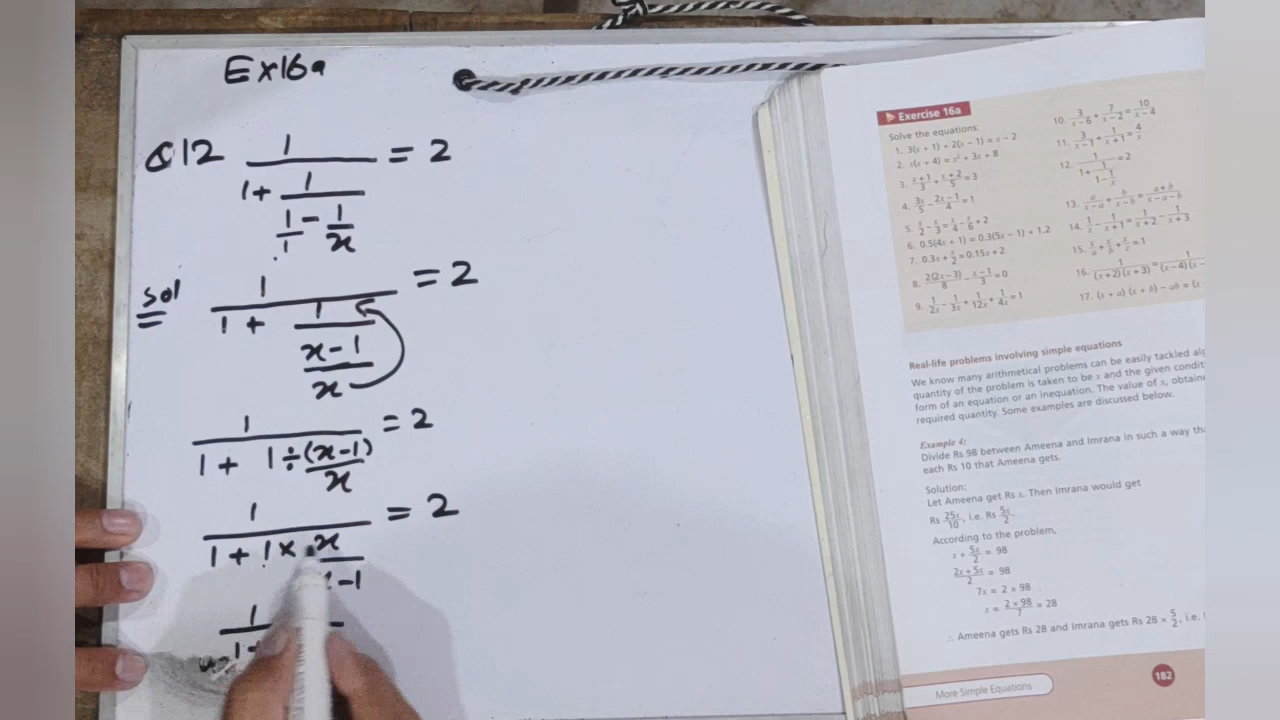 Ex16a
Q12 1/(1 + 1/(1/1 - 1/x)) = 2
Sol 1/(1 + 1/((x-1)/x)) = 2
1/(1 + 1÷(x-1)/x) = 2
1/(1 + 1× x/(x-1)) = 2
1
1+
Exercise 16a
Solve the equations:
1. 3(x + 1) + 2(x − 1) = x − 2
2. x(x + 4) = x² + 3x + 8
3. (x+1)/3 + (x+2)/5 = 3
4. 3x/5 − (2x−1)/4 = 1
5. x/2 − x/3 = x/4 − x/6 + 2
6. 0.5(4x + 1) = 0.3(5x − 1) + 1.2
7. 0.3x + x/2 = 0.15x + 2
8. 2(2x−3)/8 − (x−1)/3 = 0
9. 1/2x − 1/3x + 1/12x + 1/4x = 1
10. 3/(x−6) + 7/(x−2) = 10/(x−4)
11. 3/(x−1) + 1/(x+1) = 4/x
12. 1/(1 + 1/(1 − 1/x)) = 2
13. a/(x−a) + b/(x−b) = (a+b)/(x−a−b)
14. 1/x − 1/(x+1) = 1/(x+2) − 1/(x+3)
15. x/a + x/b + x/c = 1
16. 1/(x+2)(x+3) = 1/(x−4)(x−
17. (x + a) (x + b) − ab = (x
Real-life problems involving simple equations
We know many arithmetical problems can be easily tackled alg
quantity of the problem is taken to be x and the given condit
form of an equation or an inequation. The value of x, obtaine
required quantity. Some examples are discussed below.
Example 4:
Divide Rs 98 between Ameena and Imrana in such a way tha
each Rs 10 that Ameena gets.
Solution:
Let Ameena get Rs x. Then Imrana would get
Rs 25x/10, i.e. Rs 5x/2.
According to the problem,
x + 5x/2 = 98
(2x + 5x)/2 = 98
7x = 2 × 98
x = (2 × 98)/7 = 28
∴ Ameena gets Rs 28 and Imrana gets Rs 28 × 5/2, i.e.
More Simple Equations
182